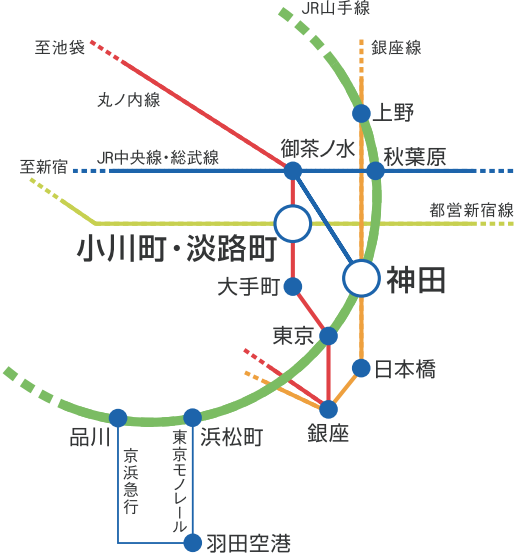 JR山手線
至池袋
銀座線
丸ノ内線
上野
御茶ノ水
秋葉原
至新宿
JR中央線・総武線
都営新宿線
小川町・淡路町
神田
大手町
東京
日本橋
銀座
品川
浜松町
京浜急行
東京モノレール
羽田空港